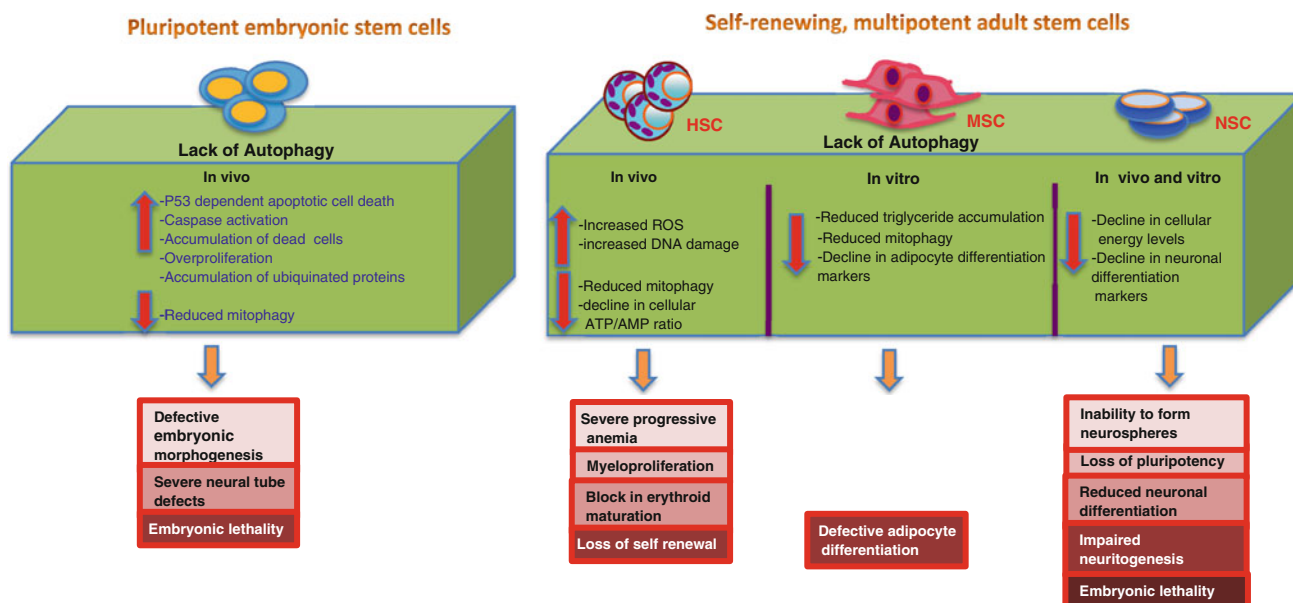 Pluripotent embryonic stem cells
Lack of Autophagy
In vivo
-P53 dependent apoptotic cell death
-Caspase activation
-Accumulation of dead cells
-Overproliferation
-Accumulation of ubiquinated proteins
-Reduced mitophagy
Defective
embryonic
morphogenesis
Severe neural tube
defects
Embryonic lethality
Self-renewing, multipotent adult stem cells
HSC
MSC
NSC
Lack of Autophagy
In vivo
-Increased ROS
-increased DNA damage
-Reduced mitophagy
-decline in cellular
ATP/AMP ratio
Severe progressive
anemia
Myeloproliferation
Block in erythroid
maturation
Loss of self renewal
In vitro
-Reduced triglyceride accumulation
-Reduced mitophagy
-Decline in adipocyte differentiation
markers
Defective adipocyte
differentiation
In vivo and vitro
-Decline in cellular
energy levels
-Decline in neuronal
differentiation
markers
Inability to form
neurospheres
Loss of pluripotency
Reduced neuronal
differentiation
Impaired
neuritogenesis
Embryonic lethality